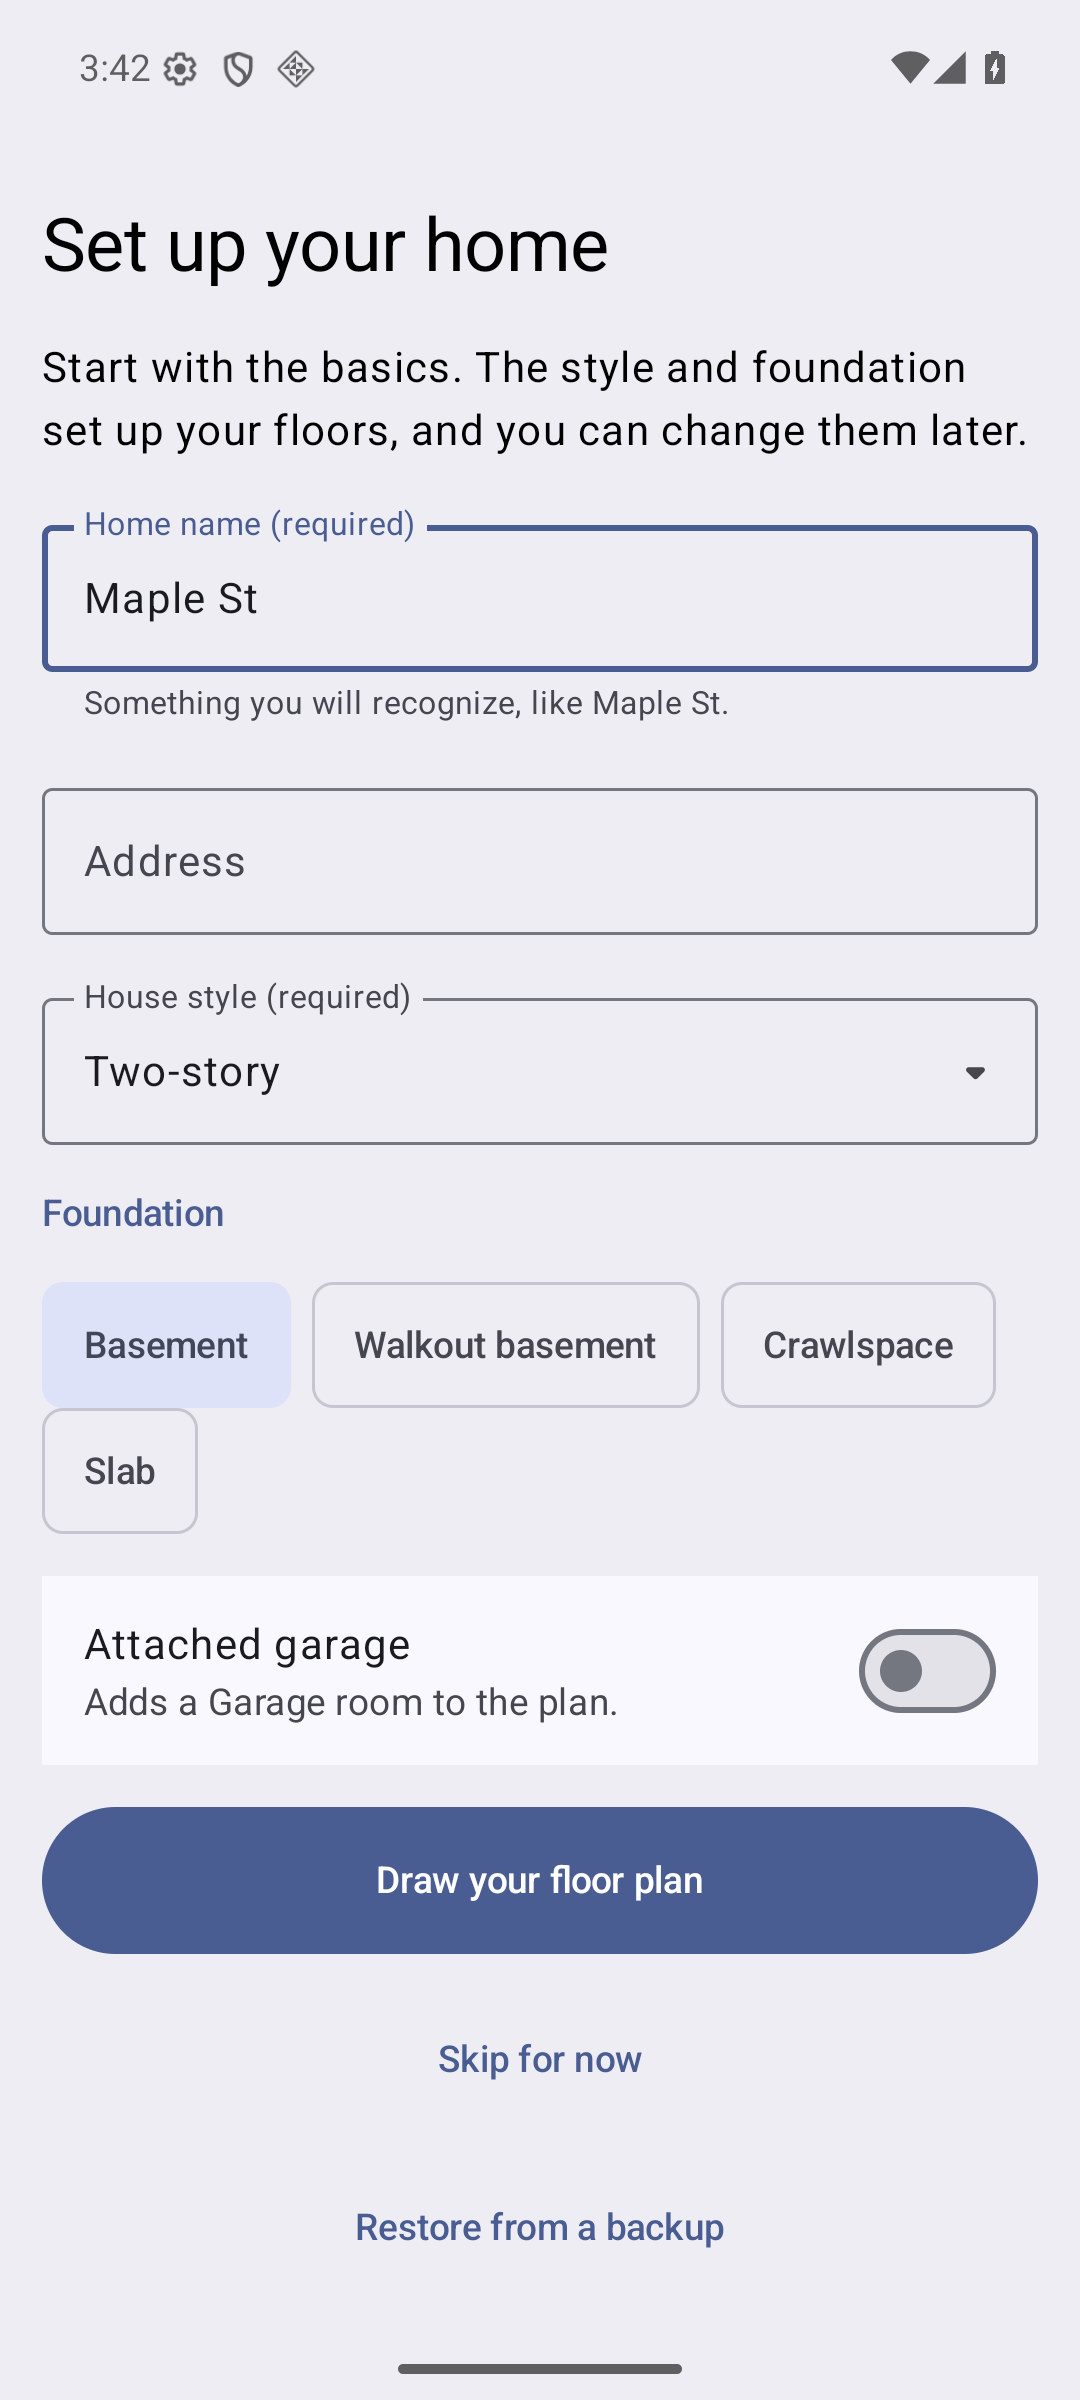 3:42
Set up your home
Start with the basics. The style and foundation
set up your floors, and you can change them later.
Home name (required)
Maple St
Something you will recognize, like Maple St.
Address
House style (required)
Two-story
Foundation
Basement
Walkout basement
Crawlspace
Slab
Attached garage
Adds a Garage room to the plan.
Draw your floor plan
Skip for now
Restore from a backup